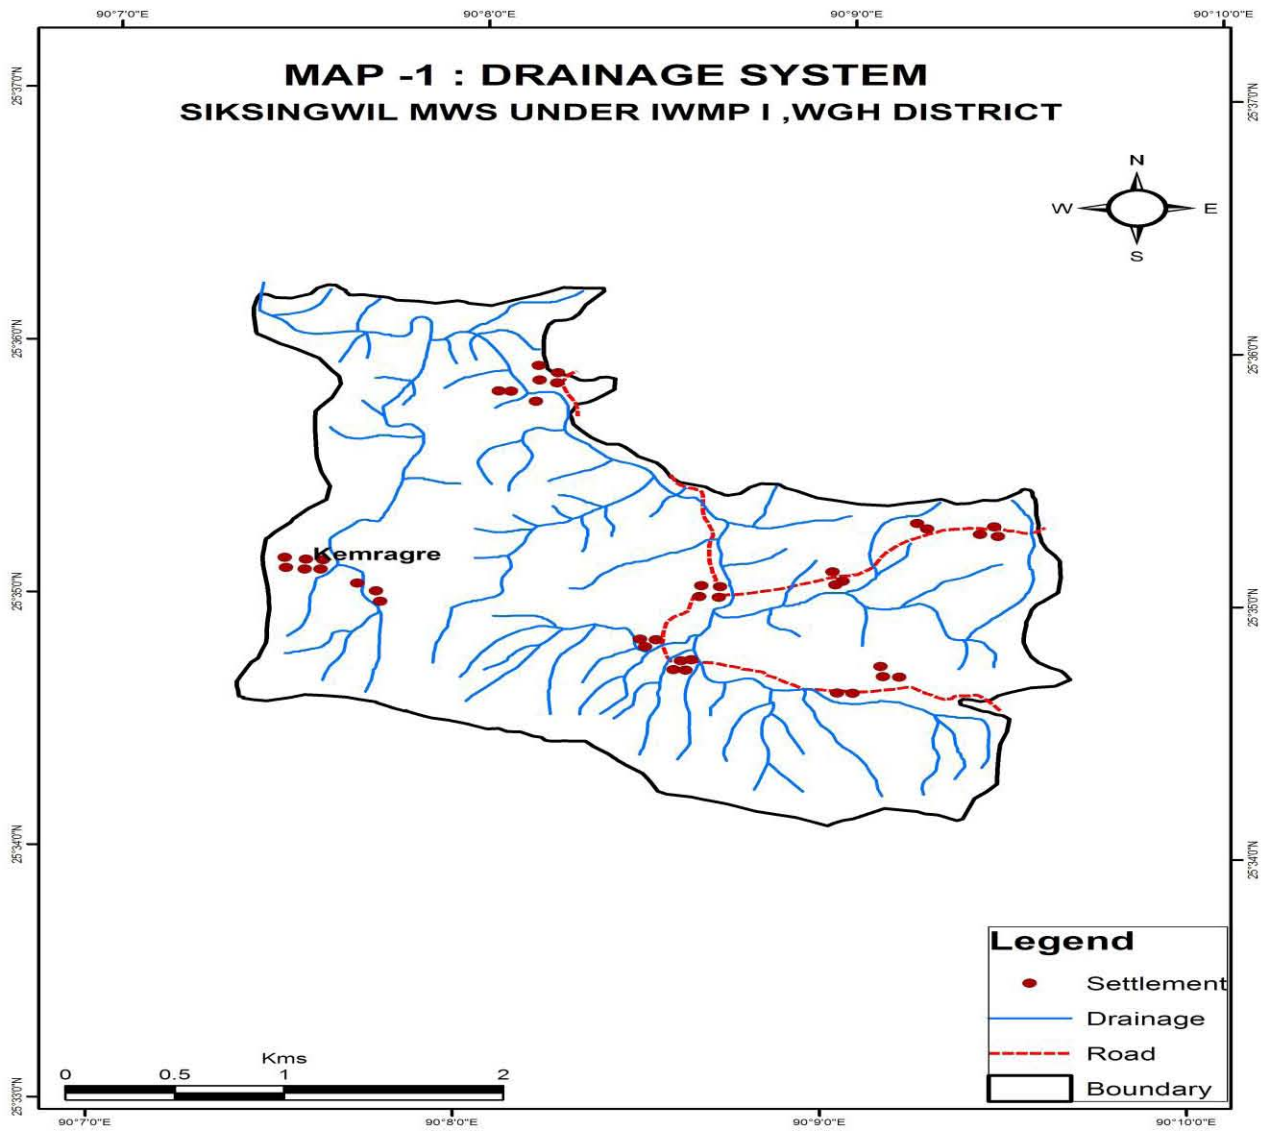 90°7'0"E 90°8'0"E 90°9'0"E 90°10'0"E
MAP -1 : DRAINAGE SYSTEM
SIKSINGWIL MWS UNDER IWMP I ,WGH DISTRICT
25°37'0"N
25°37'0"N
N
W E
S
25°36'0"N
25°36'0"N
Kemragre
25°35'0"N
25°35'0"N
25°34'0"N
25°34'0"N
Legend
Settlement
Drainage
Road
Boundary
Kms
0 0.5 1 2
25°33'0"N
25°33'0"N
90°7'0"E 90°8'0"E 90°9'0"E 90°10'0"E